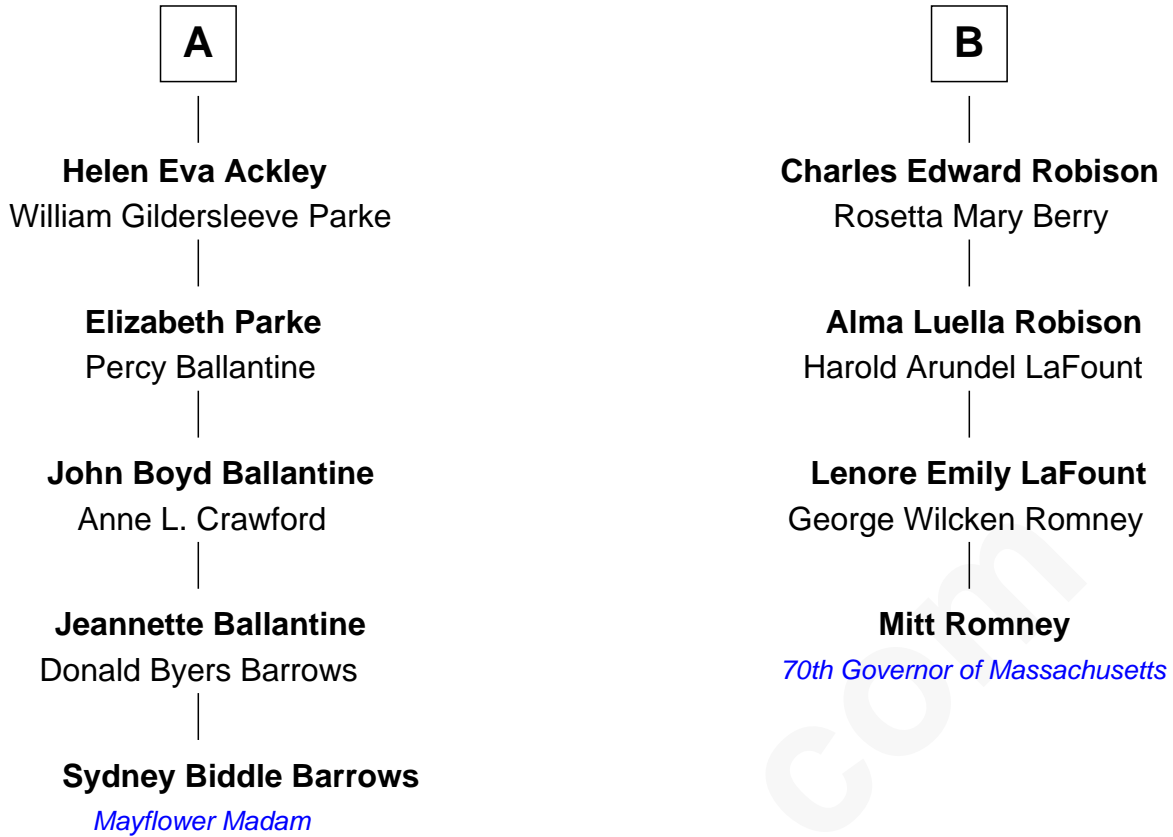 A
Helen Eva Ackley
William Gildersleeve Parke
Elizabeth Parke
Percy Ballantine
John Boyd Ballantine
Anne L. Crawford
Jeannette Ballantine
Donald Byers Barrows
Sydney Biddle Barrows
Mayflower Madam
B
Charles Edward Robison
Rosetta Mary Berry
Alma Luella Robison
Harold Arundel LaFount
Lenore Emily LaFount
George Wilcken Romney
Mitt Romney
70th Governor of Massachusetts
com